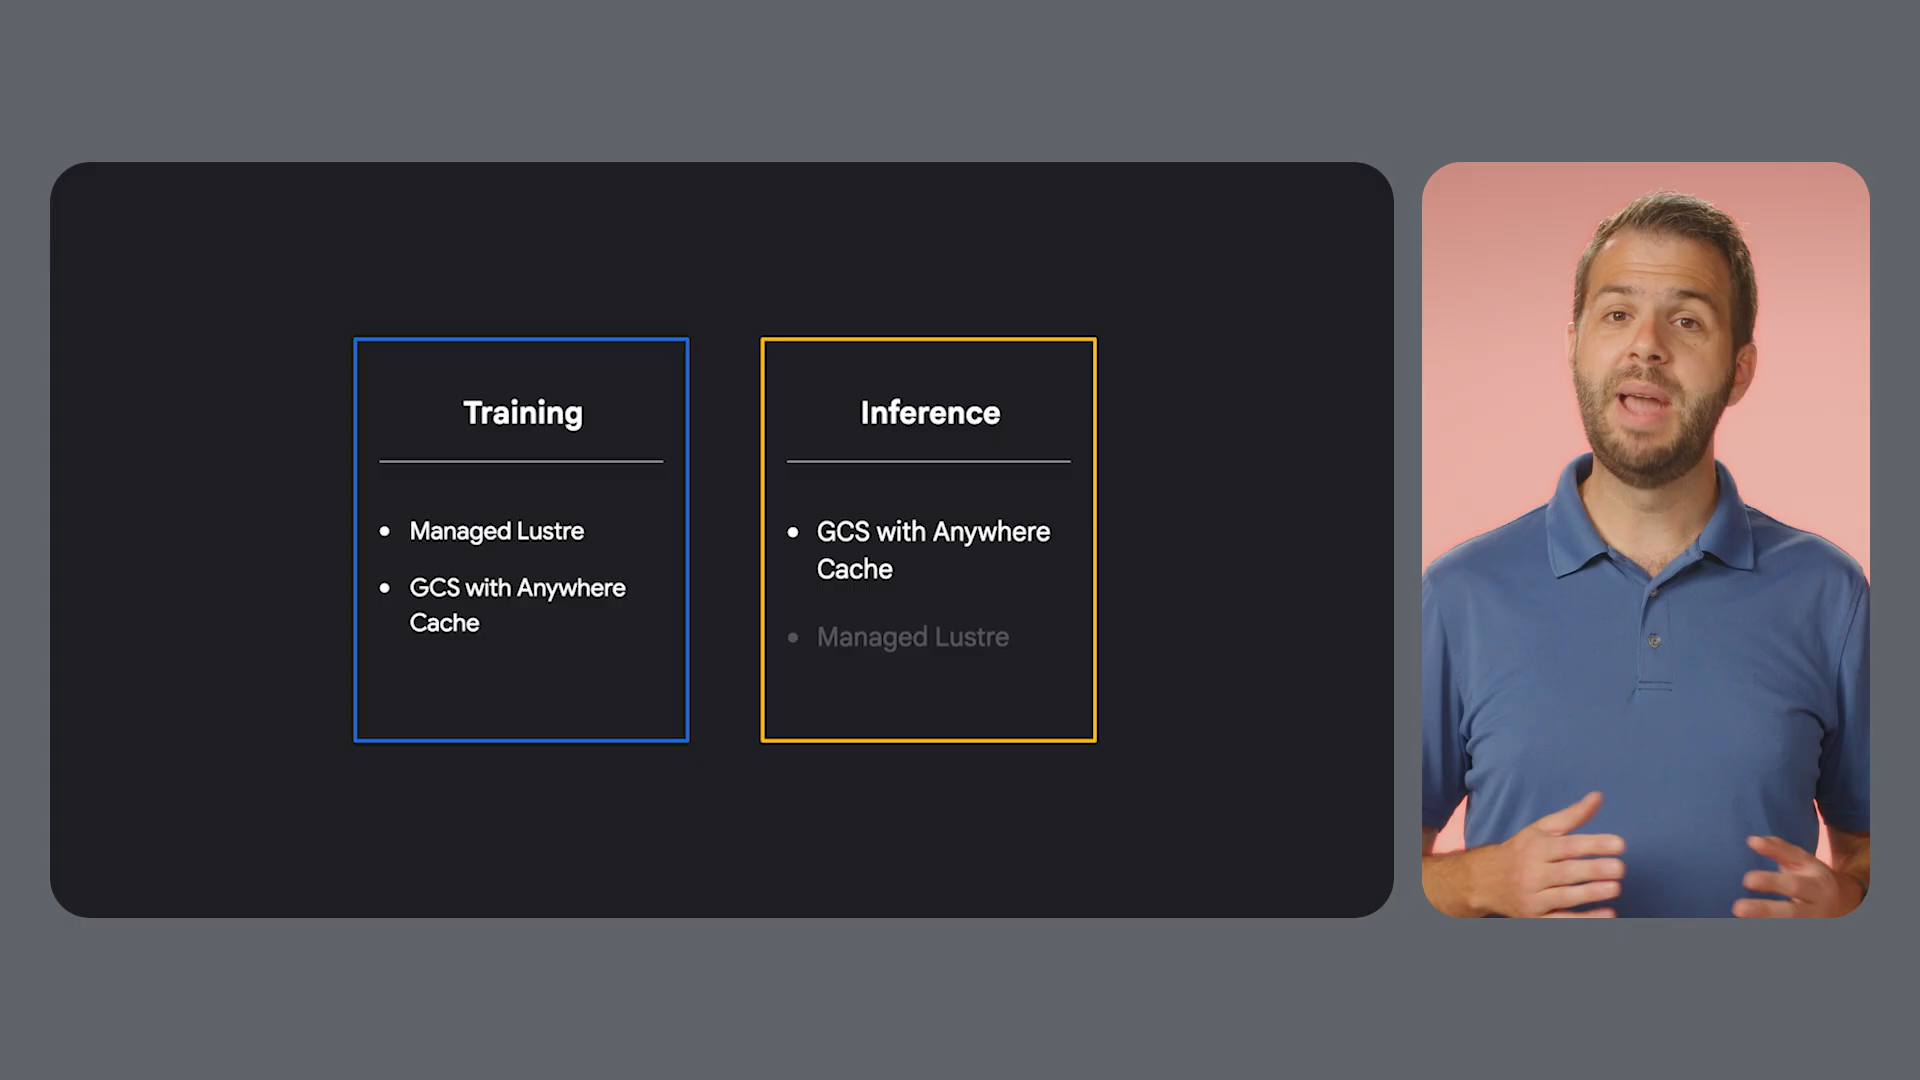 Training
• Managed Lustre
• GCS with Anywhere
Cache
Inference
• GCS with Anywhere
Cache
• Managed Lustre